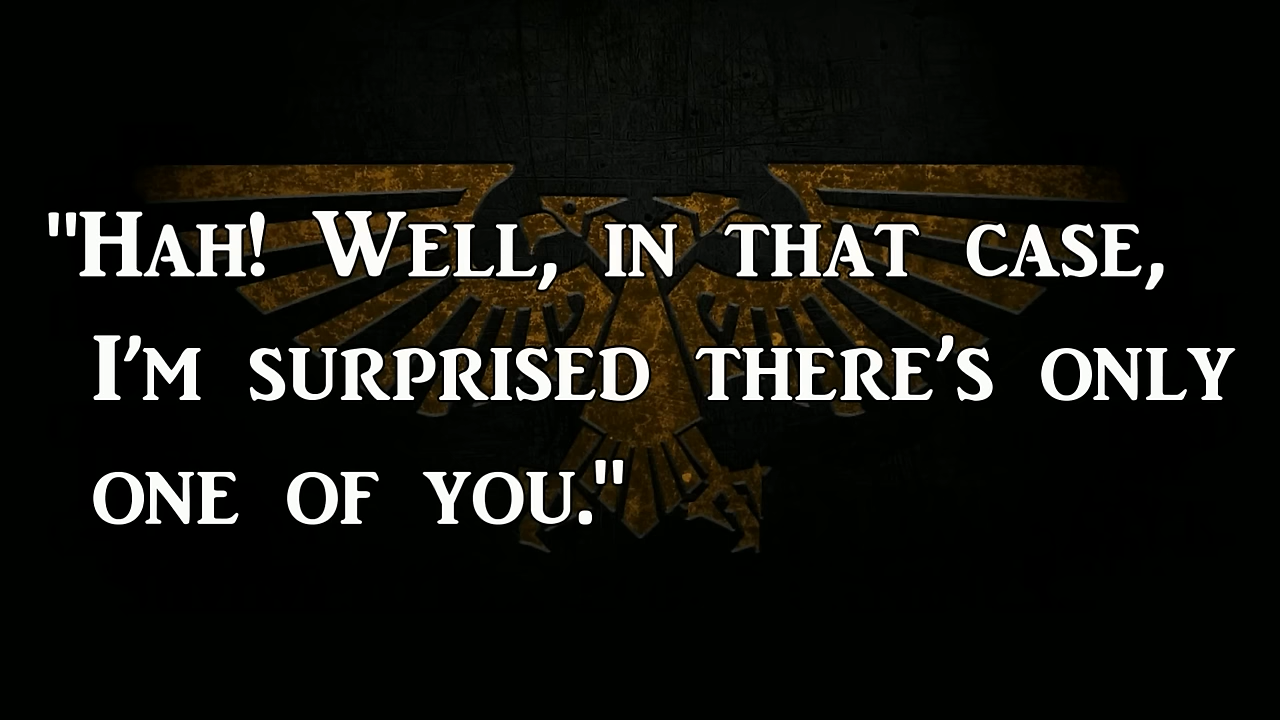 "Hah! Well, in that case,
I'm surprised there's only
one of you."